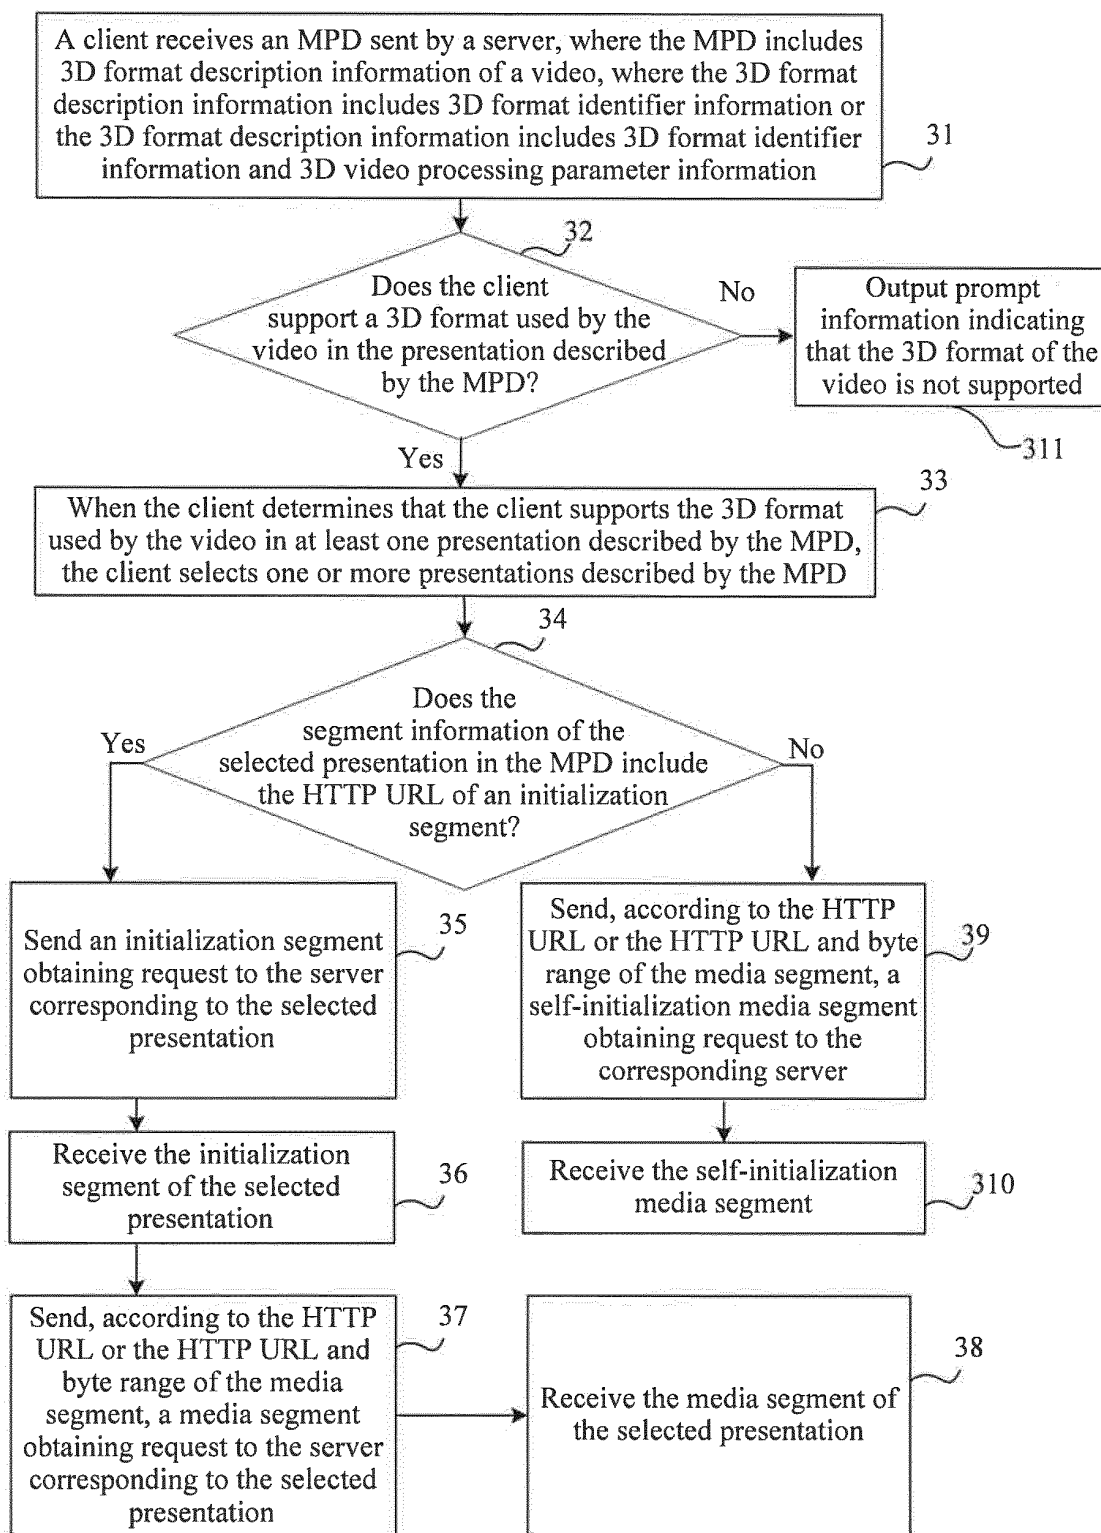 A client receives an MPD sent by a server, where the MPD includes
3D format description information of a video, where the 3D format
description information includes 3D format identifier information or
the 3D format description information includes 3D format identifier
information and 3D video processing parameter information
31
32
Does the client
support a 3D format used by the
video in the presentation described
by the MPD?
No
Output prompt
information indicating
that the 3D format of the
video is not supported
311
Yes
33
When the client determines that the client supports the 3D format
used by the video in at least one presentation described by the MPD,
the client selects one or more presentations described by the MPD
34
Does the
segment information of the
selected presentation in the MPD include
the HTTP URL of an initialization
segment?
Yes
No
Send an initialization segment
obtaining request to the server
corresponding to the selected
presentation
35
Send, according to the HTTP
URL or the HTTP URL and byte
range of the media segment, a
self-initialization media segment
obtaining request to the
corresponding server
39
Receive the initialization
segment of the selected
presentation
36
Receive the self-initialization
media segment
310
Send, according to the HTTP
URL or the HTTP URL and
byte range of the media
segment, a media segment
obtaining request to the server
corresponding to the selected
presentation
37
Receive the media segment of
the selected presentation
38